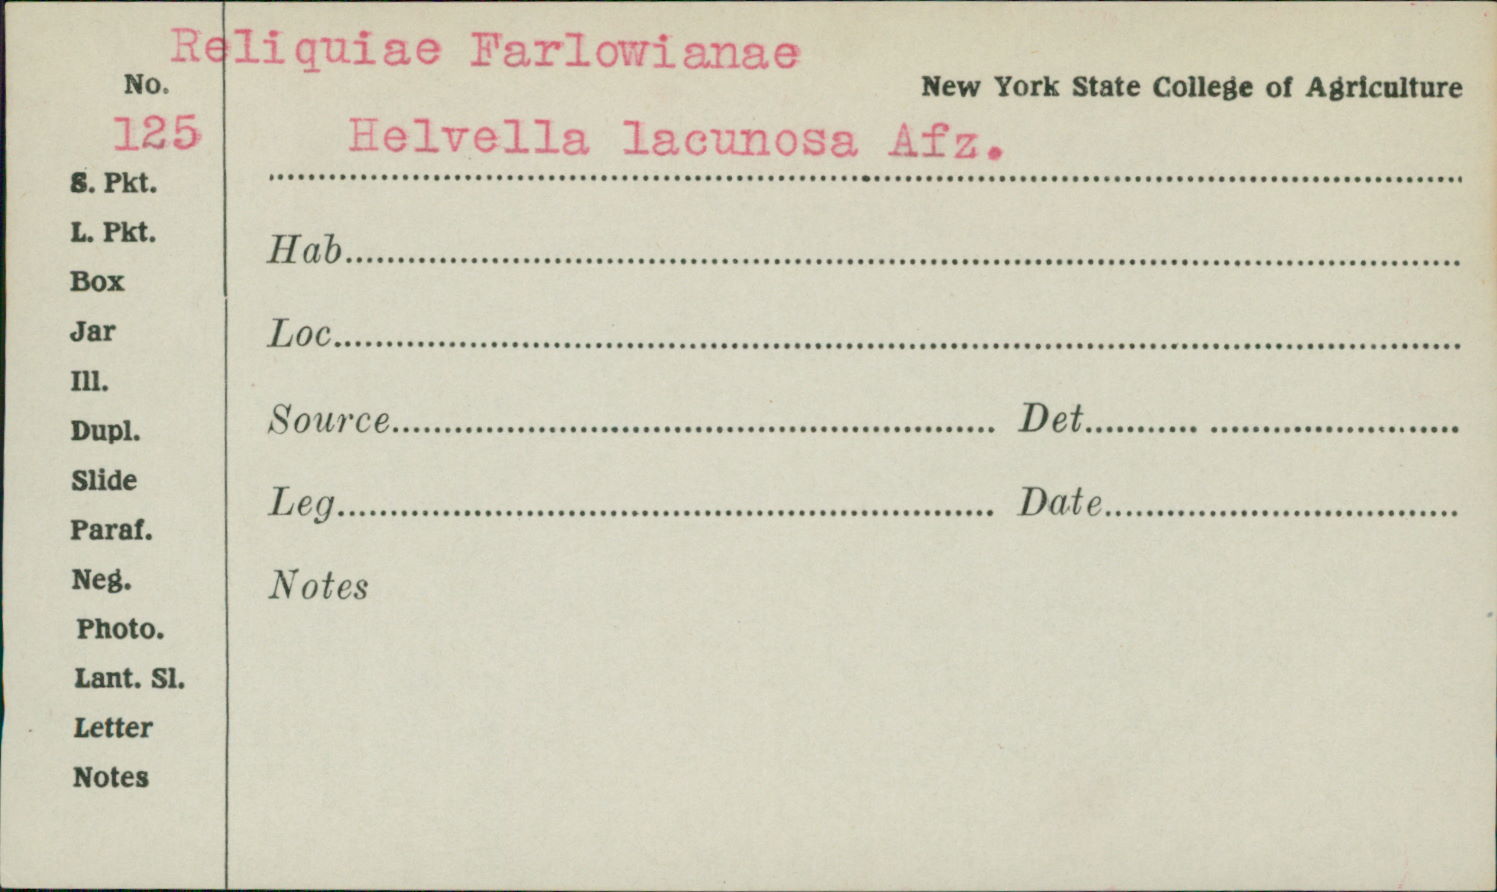 Reliquiae Farlowianae
No.
New York State College of Agriculture
125
Helvella lacunosa Afz.
S. Pkt.
L. Pkt.
Hab.
Box
Loc.
Jar
Ill.
Source
Det.
Dupl.
Slide
Leg.
Date
Paraf.
Neg.
Notes
Photo.
Lant. Sl.
Letter
Notes